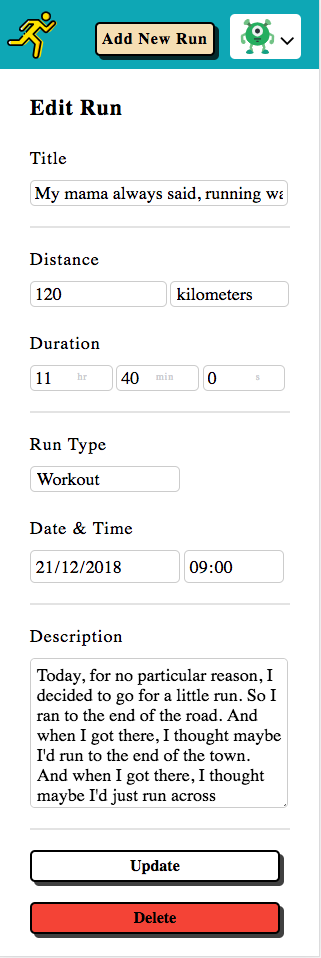 Add New Run
Edit Run
Title
My mama always said, running wa
Distance
120 kilometers
Duration
11 hr 40 min 0 s
Run Type
Workout
Date & Time
21/12/2018 09:00
Description
Today, for no particular reason, I
decided to go for a little run. So I
ran to the end of the road. And
when I got there, I thought maybe
I'd run to the end of the town.
And when I got there, I thought
maybe I'd just run across
Update
Delete